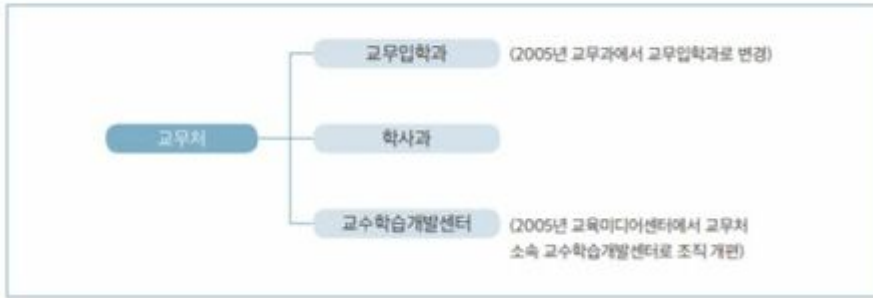 교무입학과 (2005년 교무과에서 교무입학과로 변경)
교무처 학사과
교수학습개발센터 (2005년 교육미디어센터에서 교무처
소속 교수학습개발센터로 조직 개편)